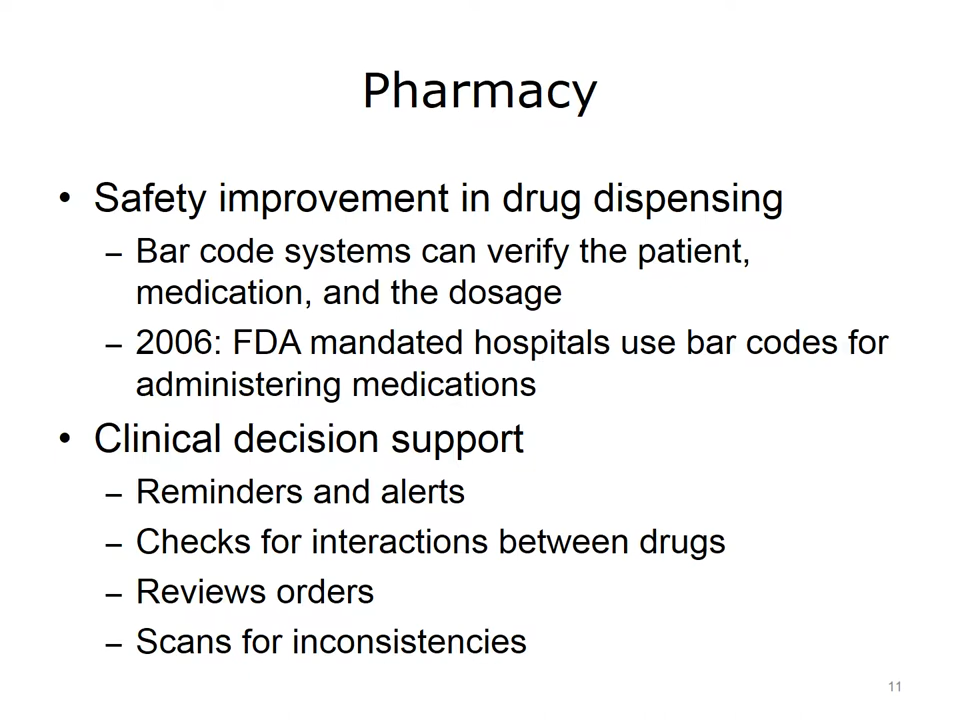 Pharmacy
• Safety improvement in drug dispensing
– Bar code systems can verify the patient,
medication, and the dosage
– 2006: FDA mandated hospitals use bar codes for
administering medications
• Clinical decision support
– Reminders and alerts
– Checks for interactions between drugs
– Reviews orders
– Scans for inconsistencies
11